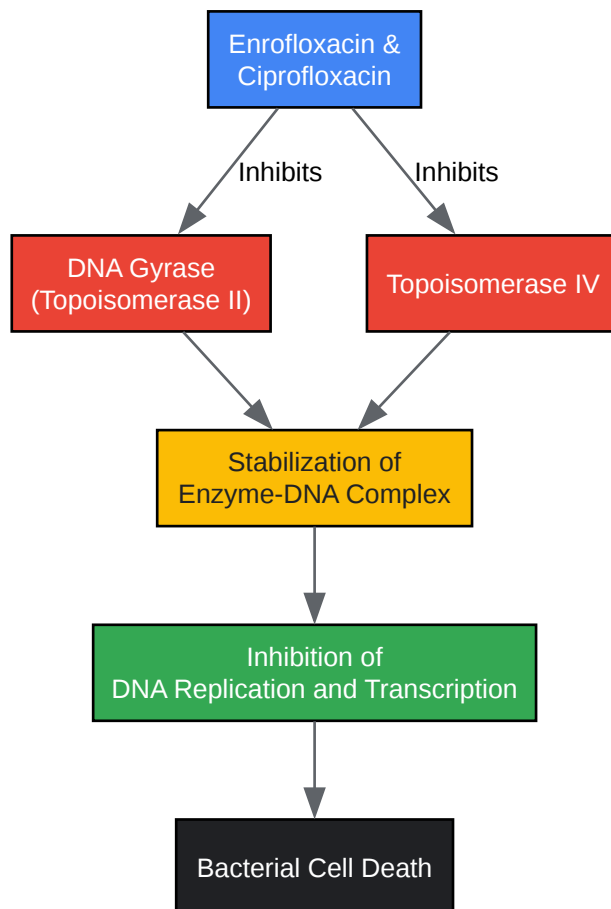 Enrofloxacin &
Ciprofloxacin
Inhibits
Inhibits
DNA Gyrase
(Topoisomerase II)
Topoisomerase IV
Stabilization of
Enzyme-DNA Complex
Inhibition of
DNA Replication and Transcription
Bacterial Cell Death